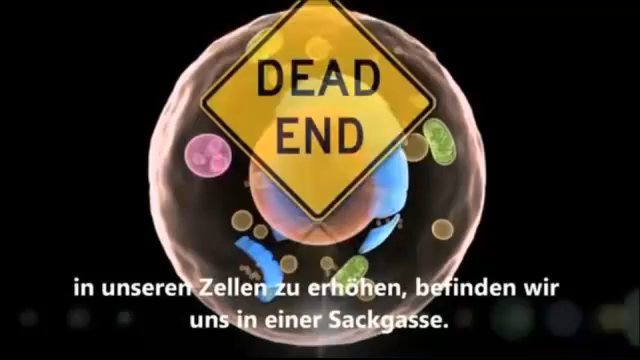 DEAD
END
in unseren Zellen zu erhöhen, befinden wir
uns in einer Sackgasse.